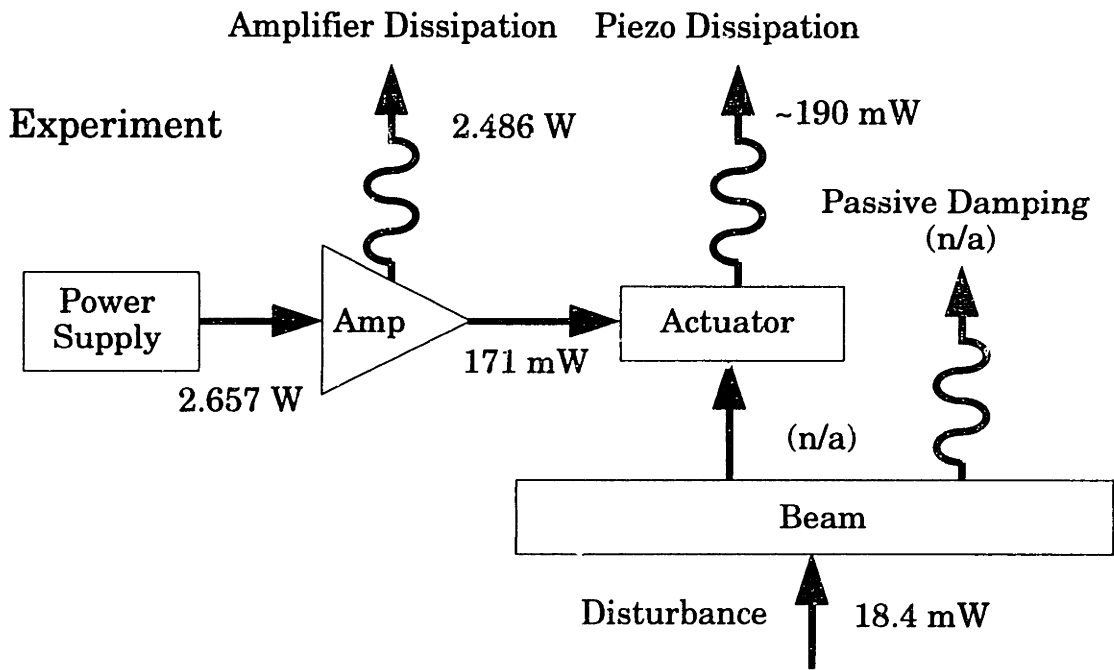 Amplifier Dissipation
Piezo Dissipation
Experiment
2.486 W
~190 mW
Passive Damping
(n/a)
Power
Supply
Amp
Actuator
2.657 W
171 mW
(n/a)
Beam
Disturbance
18.4 mW